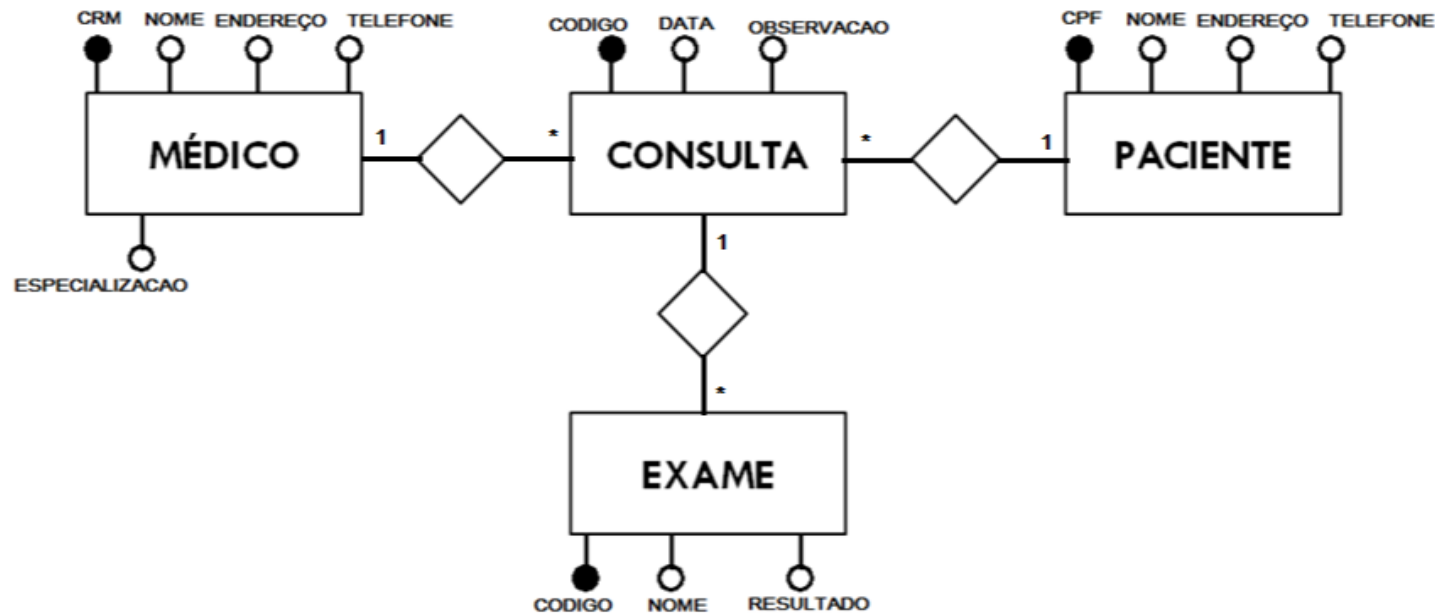 CRM NOME ENDEREÇO TELEFONE
CODIGO DATA OBSERVACAO
CPF NOME ENDEREÇO TELEFONE
MÉDICO 1 * CONSULTA * 1 PACIENTE
ESPECIALIZACAO
1
*
EXAME
CODIGO NOME RESULTADO